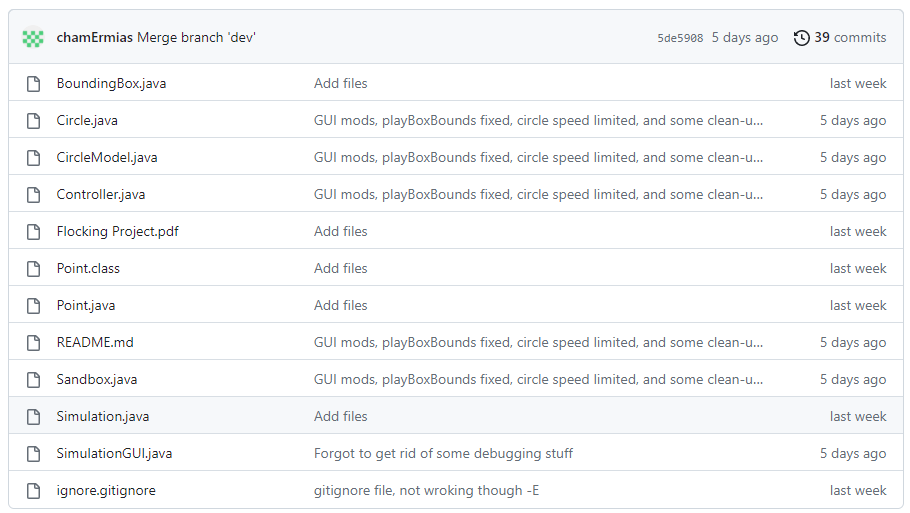 chamErmias Merge branch 'dev' 5de5908 5 days ago 39 commits
BoundingBox.java Add files last week
Circle.java GUI mods, playBoxBounds fixed, circle speed limited, and some clean-u... 5 days ago
CircleModel.java GUI mods, playBoxBounds fixed, circle speed limited, and some clean-u... 5 days ago
Controller.java GUI mods, playBoxBounds fixed, circle speed limited, and some clean-u... 5 days ago
Flocking Project.pdf Add files last week
Point.class Add files last week
Point.java Add files last week
README.md GUI mods, playBoxBounds fixed, circle speed limited, and some clean-u... 5 days ago
Sandbox.java GUI mods, playBoxBounds fixed, circle speed limited, and some clean-u... 5 days ago
Simulation.java Add files last week
SimulationGUI.java Forgot to get rid of some debugging stuff 5 days ago
ignore.gitignore gitignore file, not wroking though -E last week